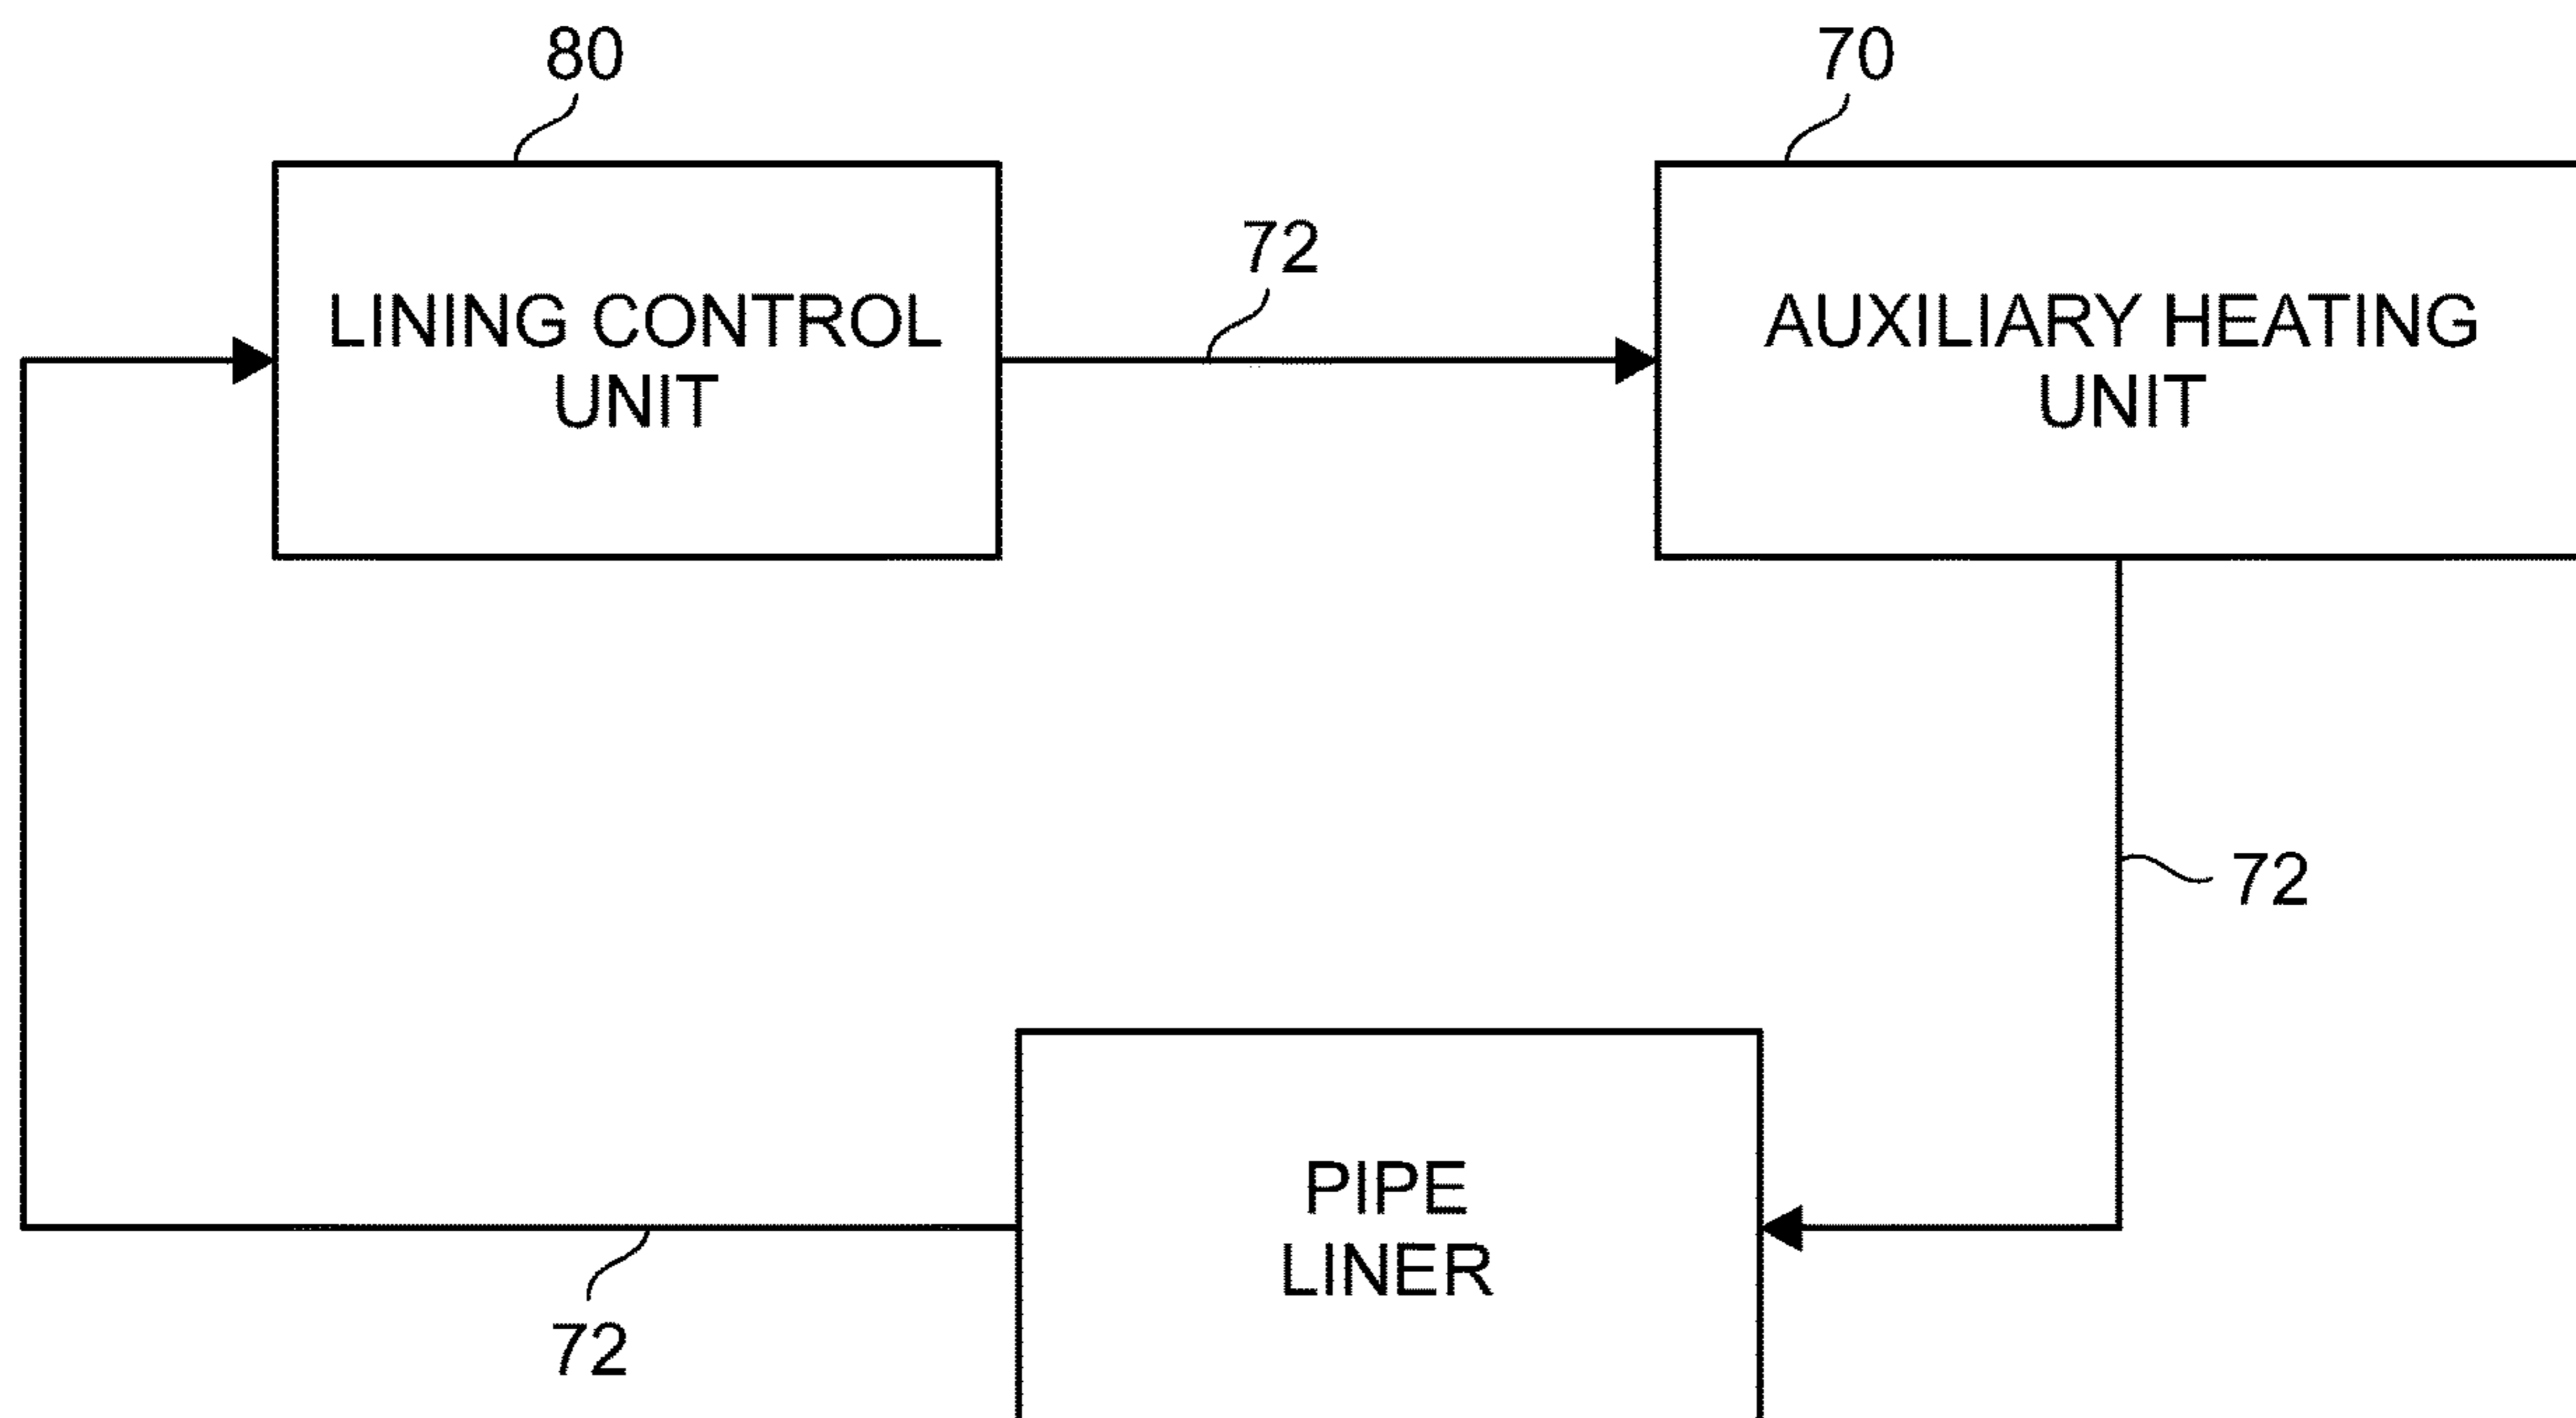 80
70
72
LINING CONTROL
UNIT
AUXILIARY HEATING
UNIT
72
PIPE
LINER
72